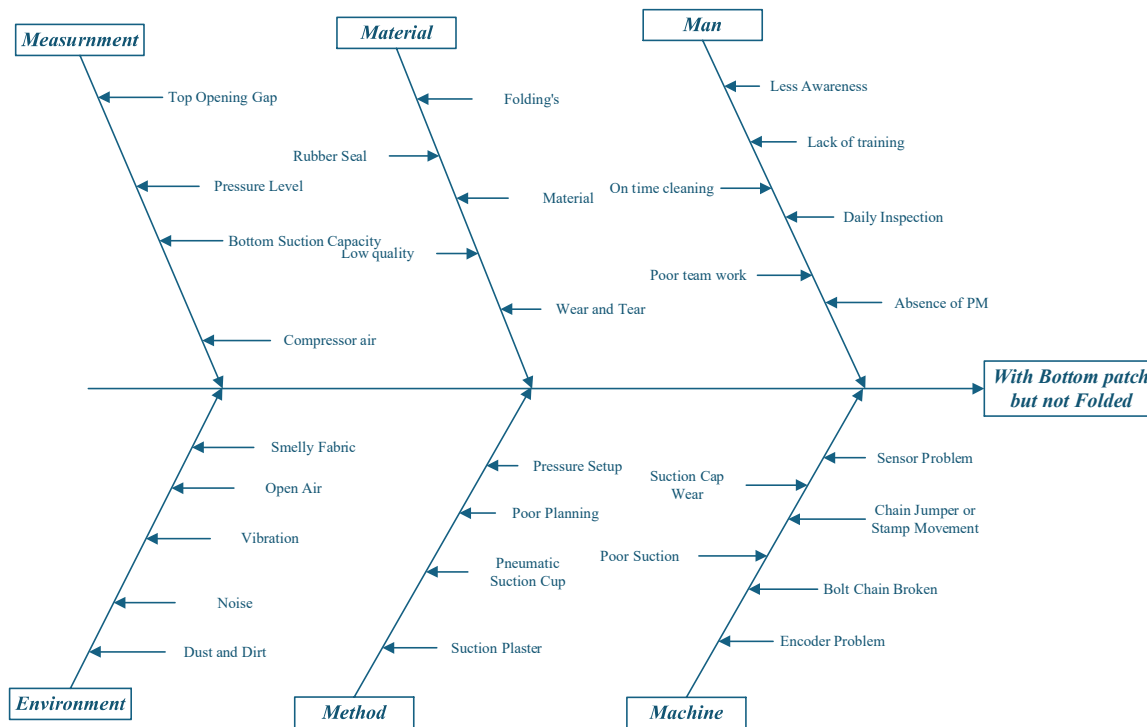 Measurnment
Material
Man
Top Opening Gap
Pressure Level
Bottom Suction Capacity
Compressor air
Folding's
Rubber Seal
Material
Low quality
Wear and Tear
Less Awareness
Lack of training
On time cleaning
Daily Inspection
Poor team work
Absence of PM
With Bottom patch
but not Folded
Smelly Fabric
Open Air
Vibration
Noise
Dust and Dirt
Pressure Setup
Poor Planning
Pneumatic
Suction Cup
Suction Plaster
Sensor Problem
Suction Cap
Wear
Chain Jumper or
Stamp Movement
Poor Suction
Bolt Chain Broken
Encoder Problem
Environment
Method
Machine